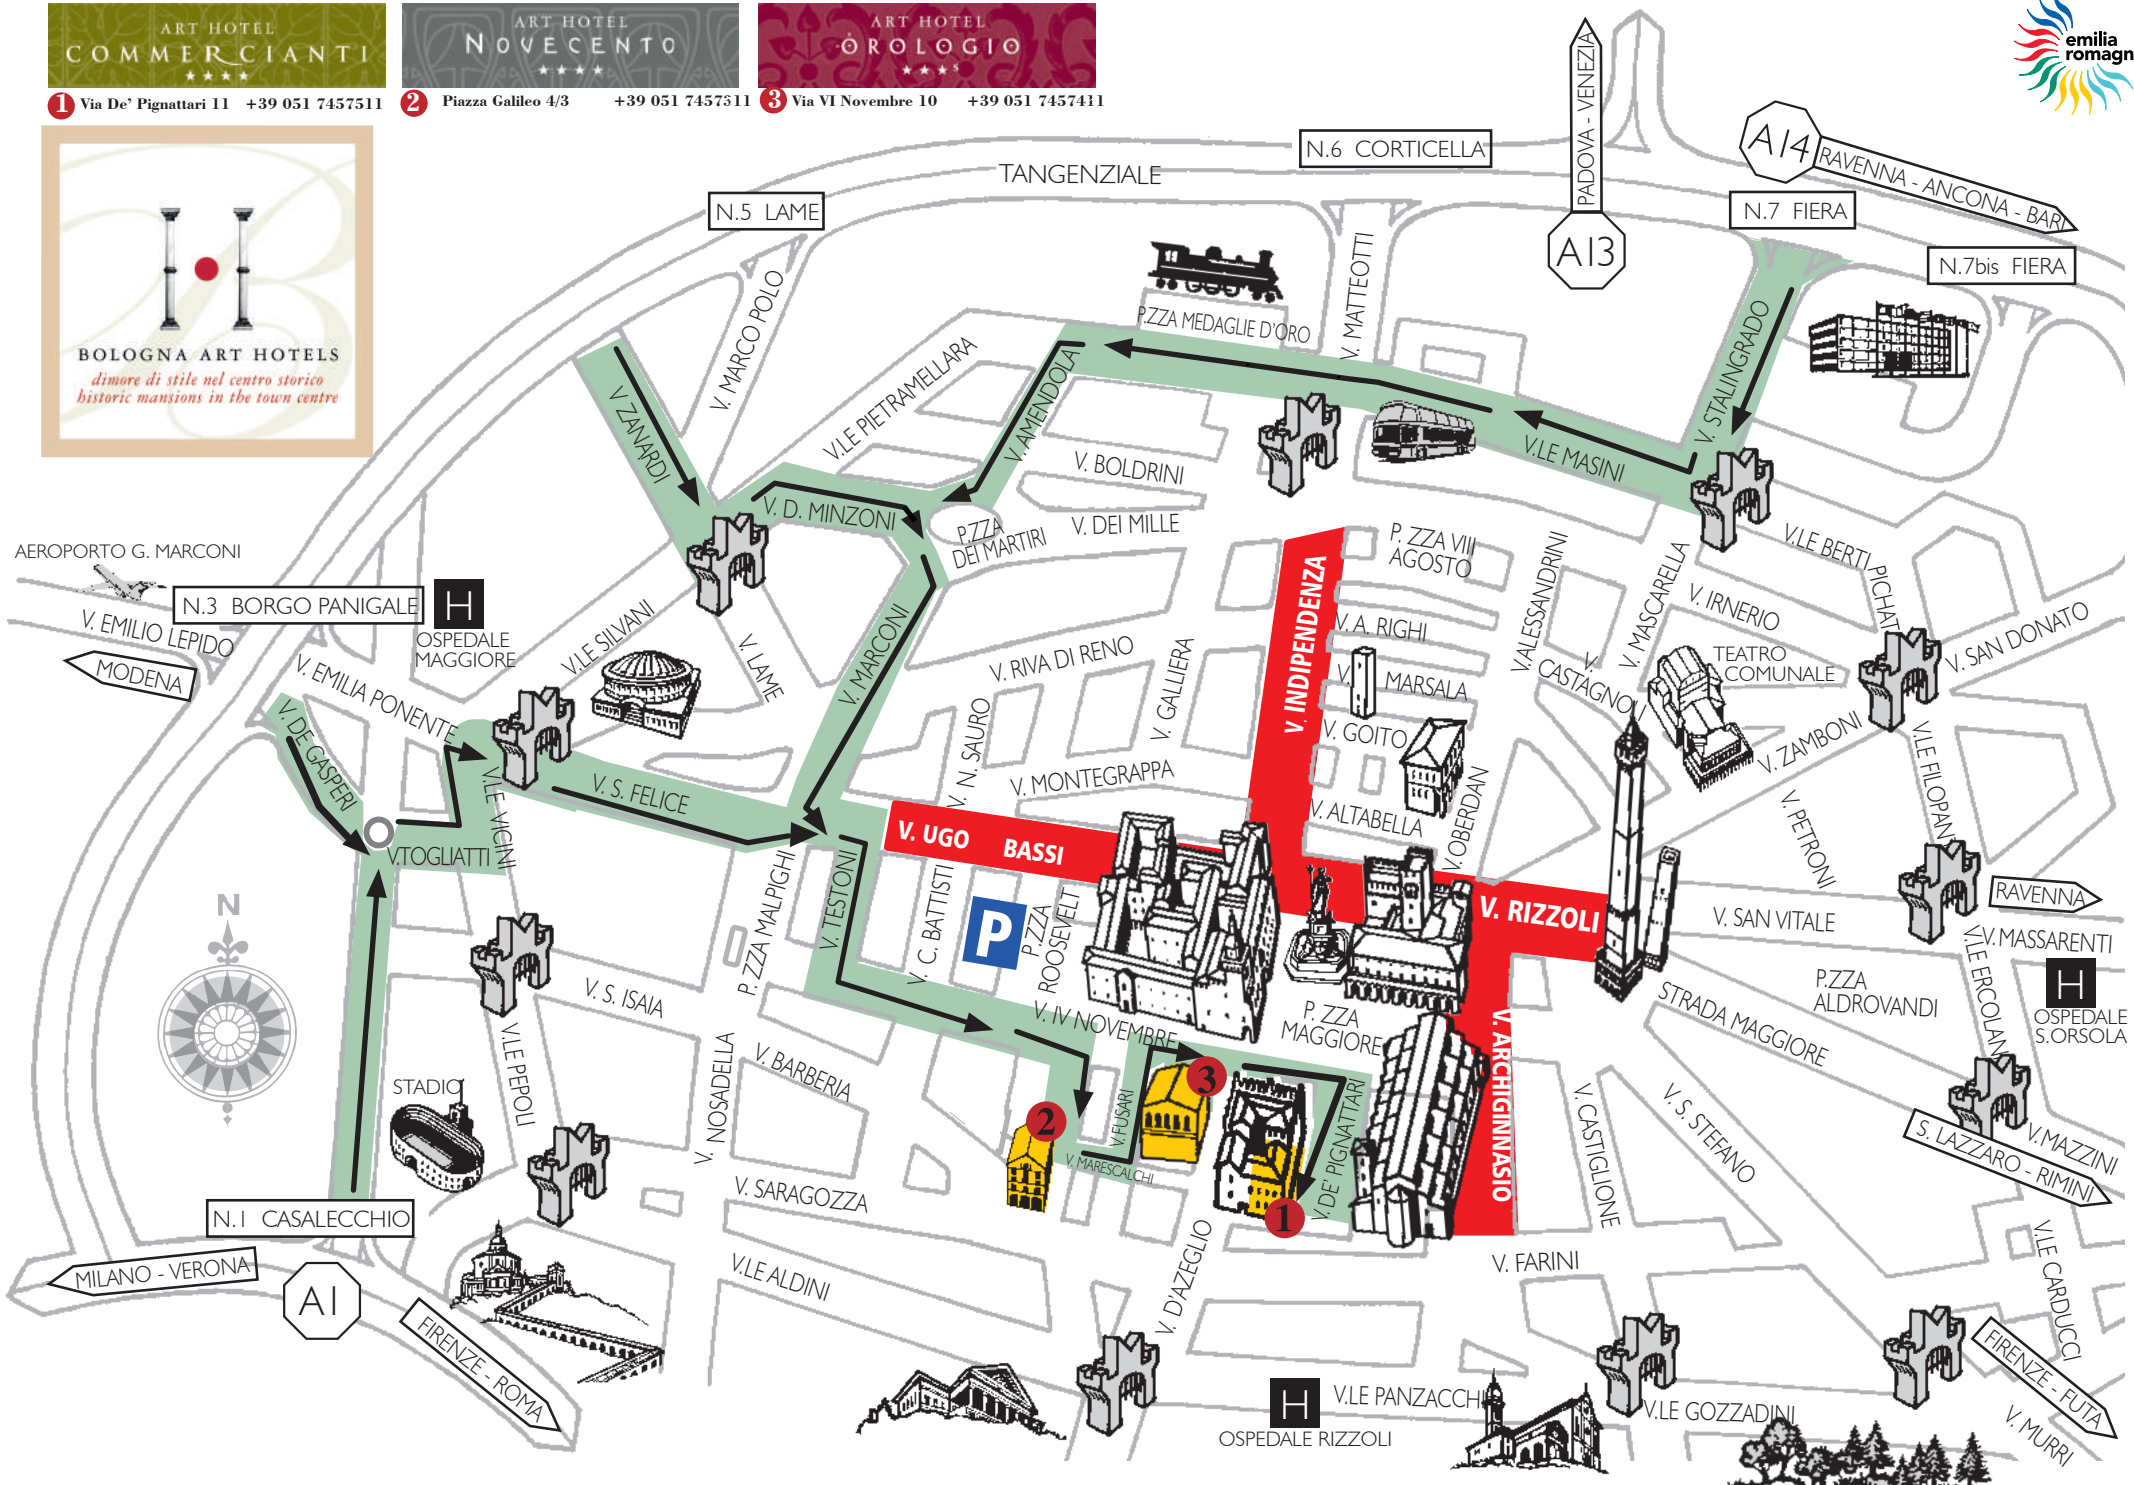 ART HOTEL
COMMERCIANTI
★★★★
1 Via De' Pignattari 11 +39 051 7457511
ART HOTEL
NOVECENTO
★★★★
2 Piazza Galileo 4/3 +39 051 7457311
ART HOTEL
OROLOGIO
★★★S
3 Via VI Novembre 10 +39 051 7457411
emilia
romagn
BOLOGNA ART HOTELS
dimore di stile nel centro storico
historic mansions in the town centre
N.6 CORTICELLA
TANGENZIALE
PADOVA - VENEZIA
A13
A14
RAVENNA - ANCONA - BARI
N.5 LAME
N.7 FIERA
N.7bis FIERA
V. MARCO POLO
P.ZZA MEDAGLIE D'ORO
V. MATTEOTTI
V. STALINGRADO
V. ZANARDI
V.LE PIETRAMELLARA
V. AMENDOLA
V.LE MASINI
V. BOLDRINI
V. D. MINZONI
P.ZZA
DEI MARTIRI
V. DEI MILLE
P. ZZA VIII
AGOSTO
V.ALESSANDRINI
V. MASCARELLA
V.LE BERTI PICHAT
V. IRNERIO
AEROPORTO G. MARCONI
N.3 BORGO PANIGALE
V. EMILIO LEPIDO
MODENA
H
OSPEDALE
MAGGIORE
V.LE SILVANI
V. LAME
V. MARCONI
V. RIVA DI RENO
V. GALLIERA
V. INDIPENDENZA
V. A. RIGHI
V. MARSALA
V. CASTAGNOLI
TEATRO
COMUNALE
V. SAN DONATO
V. EMILIA PONENTE
V. DE GASPERI
V. N. SAURO
V. GOITO
V. ZAMBONI
V.LE FILOPANTI
V.LE VICINI
V. S. FELICE
V. MONTEGRAPPA
V. ALTABELLA
V. OBERDAN
V. PETRONI
V.TOGLIATTI
V. UGO BASSI
V. RIZZOLI
RAVENNA
V. SAN VITALE
V. MASSARENTI
N
P. ZZA MALPIGHI
V. TESTONI
V. C. BATTISTI
P
P.ZZA
ROOSEVELT
V.LE ERCOLANI
P.ZZA
ALDROVANDI
H
OSPEDALE
S.ORSOLA
V. S. ISAIA
V. IV NOVEMBRE
P. ZZA
MAGGIORE
STRADA MAGGIORE
V.LE PEPOLI
V. NOSADELLA
V. BARBERIA
V. ARCHIGINNASIO
STADIO
3
2
V. FUSARI
V. MARESCALCHI
V. DE' PIGNATTARI
1
V. CASTIGLIONE
V. S. STEFANO
V. MAZZINI
S. LAZZARO - RIMINI
N.1 CASALECCHIO
V. SARAGOZZA
V. D'AZEGLIO
V. FARINI
V.LE CARDUCCI
MILANO - VERONA
A1
FIRENZE - ROMA
V.LE ALDINI
FIRENZE - FUTA
H
OSPEDALE RIZZOLI
V.LE PANZACCHI
V.LE GOZZADINI
V. MURRI